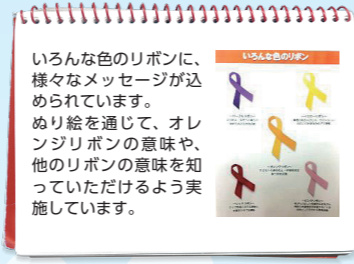 いろんな色のリボンに、
様々なメッセージが込
められています。
ぬり絵を通じて、オレ
ンジリボンの意味や、
他のリボンの意味を知
っていただけるよう実
施しています。
いろんな色のリボン